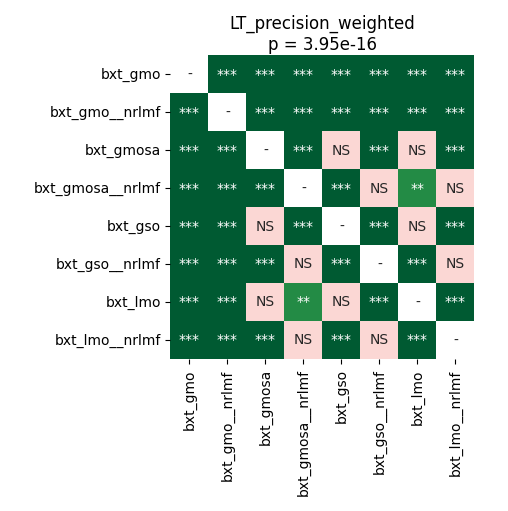 LT_precision_weighted
p = 3.95e-16
bxt_gmo - *** *** *** *** *** *** ***
bxt_gmo__nrlmf *** - *** *** *** *** *** ***
bxt_gmosa *** *** - *** NS *** NS ***
bxt_gmosa__nrlmf *** *** *** - *** NS ** NS
bxt_gso *** *** NS *** - *** NS ***
bxt_gso__nrlmf *** *** *** NS *** - *** NS
bxt_lmo *** *** NS ** NS *** - ***
bxt_lmo__nrlmf *** *** *** NS *** NS *** -
bxt_gmo
bxt_gmo__nrlmf
bxt_gmosa
bxt_gmosa__nrlmf
bxt_gso
bxt_gso__nrlmf
bxt_lmo
bxt_lmo__nrlmf